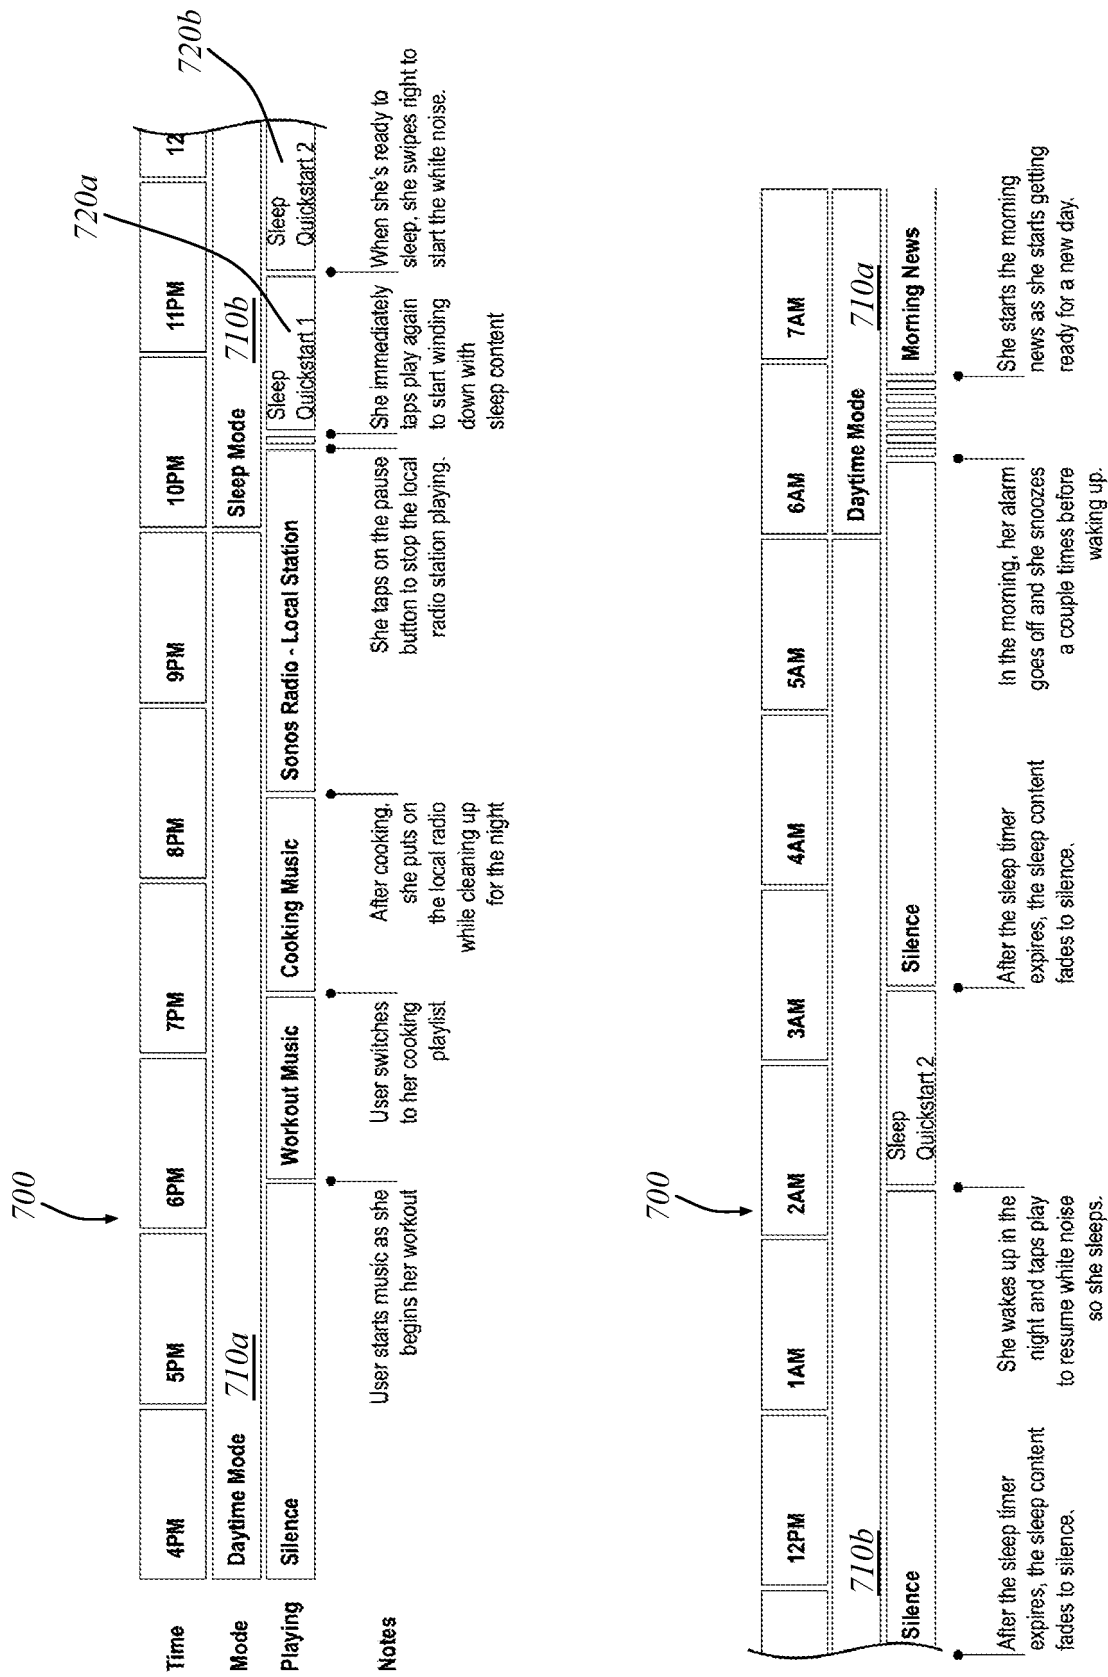 700
720a
720b
Time
4PM
5PM
6PM
7PM
8PM
9PM
10PM
11PM
12
Mode
Daytime Mode
710a
Sleep Mode
710b
Playing
Silence
Workout Music
Cooking Music
Sonos Radio - Local Station
Sleep
Quickstart 1
Sleep
Quickstart 2
Notes
User starts music as she
begins her workout
User switches
to her cooking
playlist
After cooking,
she puts on
the local radio
while cleaning up
for the night
She taps on the pause
button to stop the local
radio station playing.
She immediately
taps play again
to start winding
down with
sleep content
When she's ready to
sleep, she swipes right to
start the white noise.
700
12PM
1AM
2AM
3AM
4AM
5AM
6AM
7AM
710b
Daytime Mode
710a
Silence
Sleep
Quickstart 2
Silence
Morning News
After the sleep timer
expires, the sleep content
fades to silence.
She wakes up in the
night and taps play
to resume white noise
so she sleeps.
After the sleep timer
expires, the sleep content
fades to silence.
In the morning, her alarm
goes off and she snoozes
a couple times before
waking up.
She starts the morning
news as she starts getting
ready for a new day.